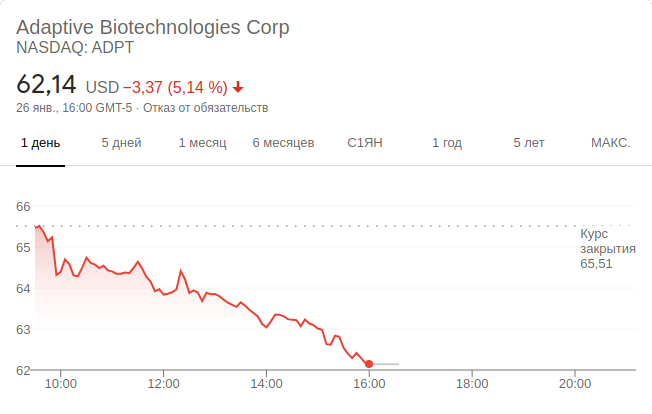 Adaptive Biotechnologies Corp
NASDAQ: ADPT
62,14 USD −3,37 (5,14 %)
26 янв., 16:00 GMT-5 · Отказ от обязательств
1 день 5 дней 1 месяц 6 месяцев С1ЯН 1 год 5 лет МАКС.
66
65
64
63
62
Курс
закрытия
65,51
10:00 12:00 14:00 16:00 18:00 20:00